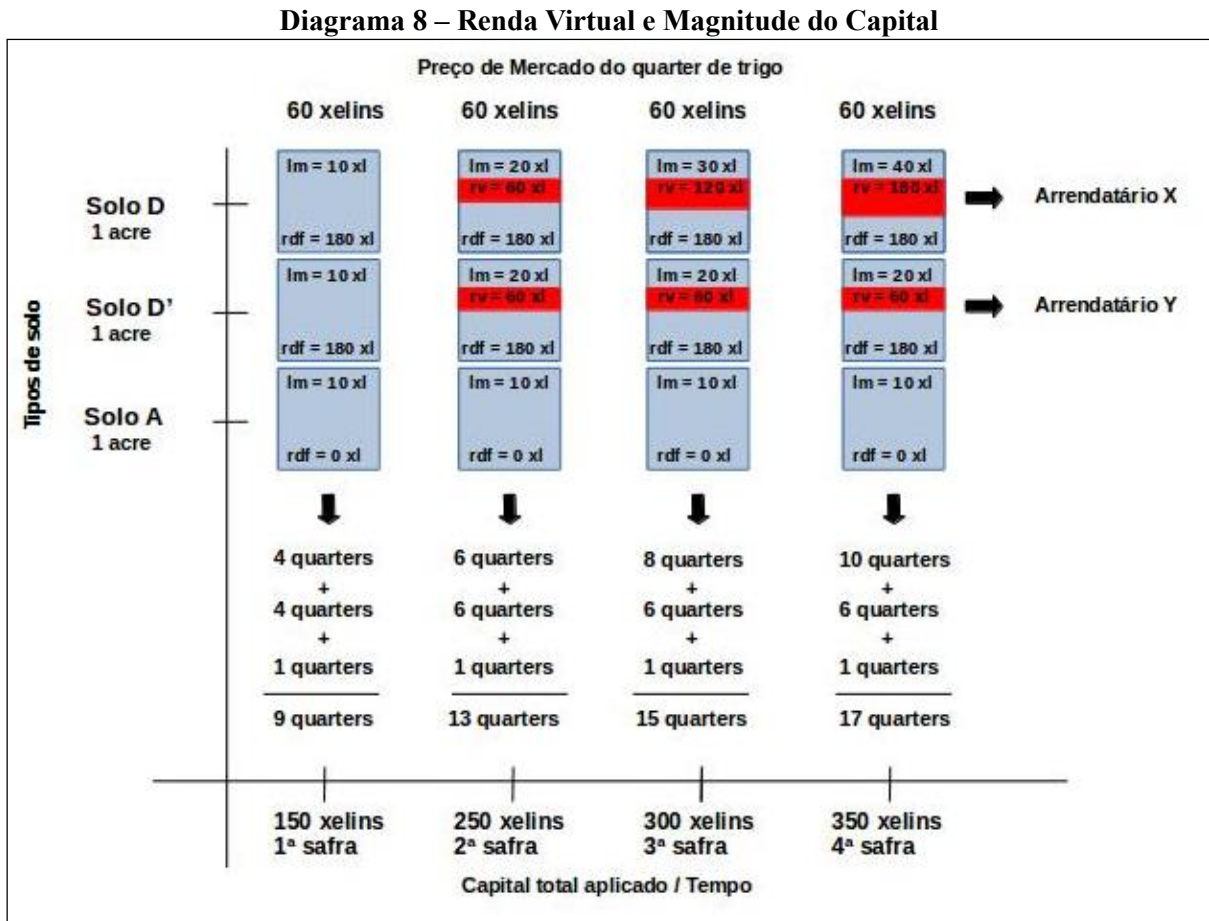 Diagrama 8 – Renda Virtual e Magnitude do Capital
Preço de Mercado do quarter de trigo
60 xelins 60 xelins 60 xelins 60 xelins
Tipos de solo
Solo D
1 acre
lm = 10 xl lm = 20 xl lm = 30 xl lm = 40 xl
rv = 60 xl rv = 120 xl rv = 180 xl
rdf = 180 xl rdf = 180 xl rdf = 180 xl rdf = 180 xl
Arrendatário X
Solo D’
1 acre
lm = 10 xl lm = 20 xl lm = 20 xl lm = 20 xl
rv = 60 xl rv = 60 xl rv = 60 xl
rdf = 180 xl rdf = 180 xl rdf = 180 xl rdf = 180 xl
Arrendatário Y
Solo A
1 acre
lm = 10 xl lm = 10 xl lm = 10 xl lm = 10 xl
rdf = 0 xl rdf = 0 xl rdf = 0 xl rdf = 0 xl
4 quarters 6 quarters 8 quarters 10 quarters
+ + + +
4 quarters 6 quarters 6 quarters 6 quarters
+ + + +
1 quarters 1 quarters 1 quarters 1 quarters
9 quarters 13 quarters 15 quarters 17 quarters
150 xelins 250 xelins 300 xelins 350 xelins
1ª safra 2ª safra 3ª safra 4ª safra
Capital total aplicado / Tempo